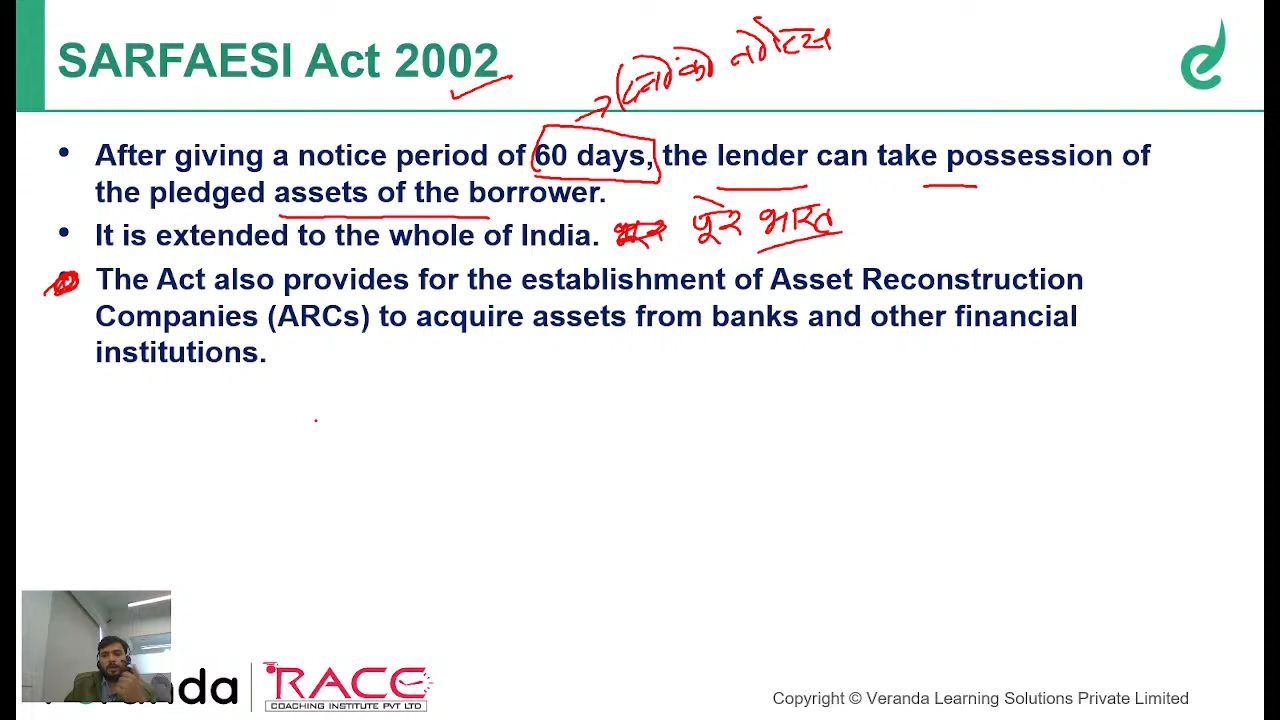 SARFAESI Act 2002
After giving a notice period of 60 days, the lender can take possession of
the pledged assets of the borrower.
It is extended to the whole of India. पूरे भारत
The Act also provides for the establishment of Asset Reconstruction
Companies (ARCs) to acquire assets from banks and other financial
institutions.
RACE
COACHING INSTITUTE PVT LTD
Copyright © Veranda Learning Solutions Private Limited